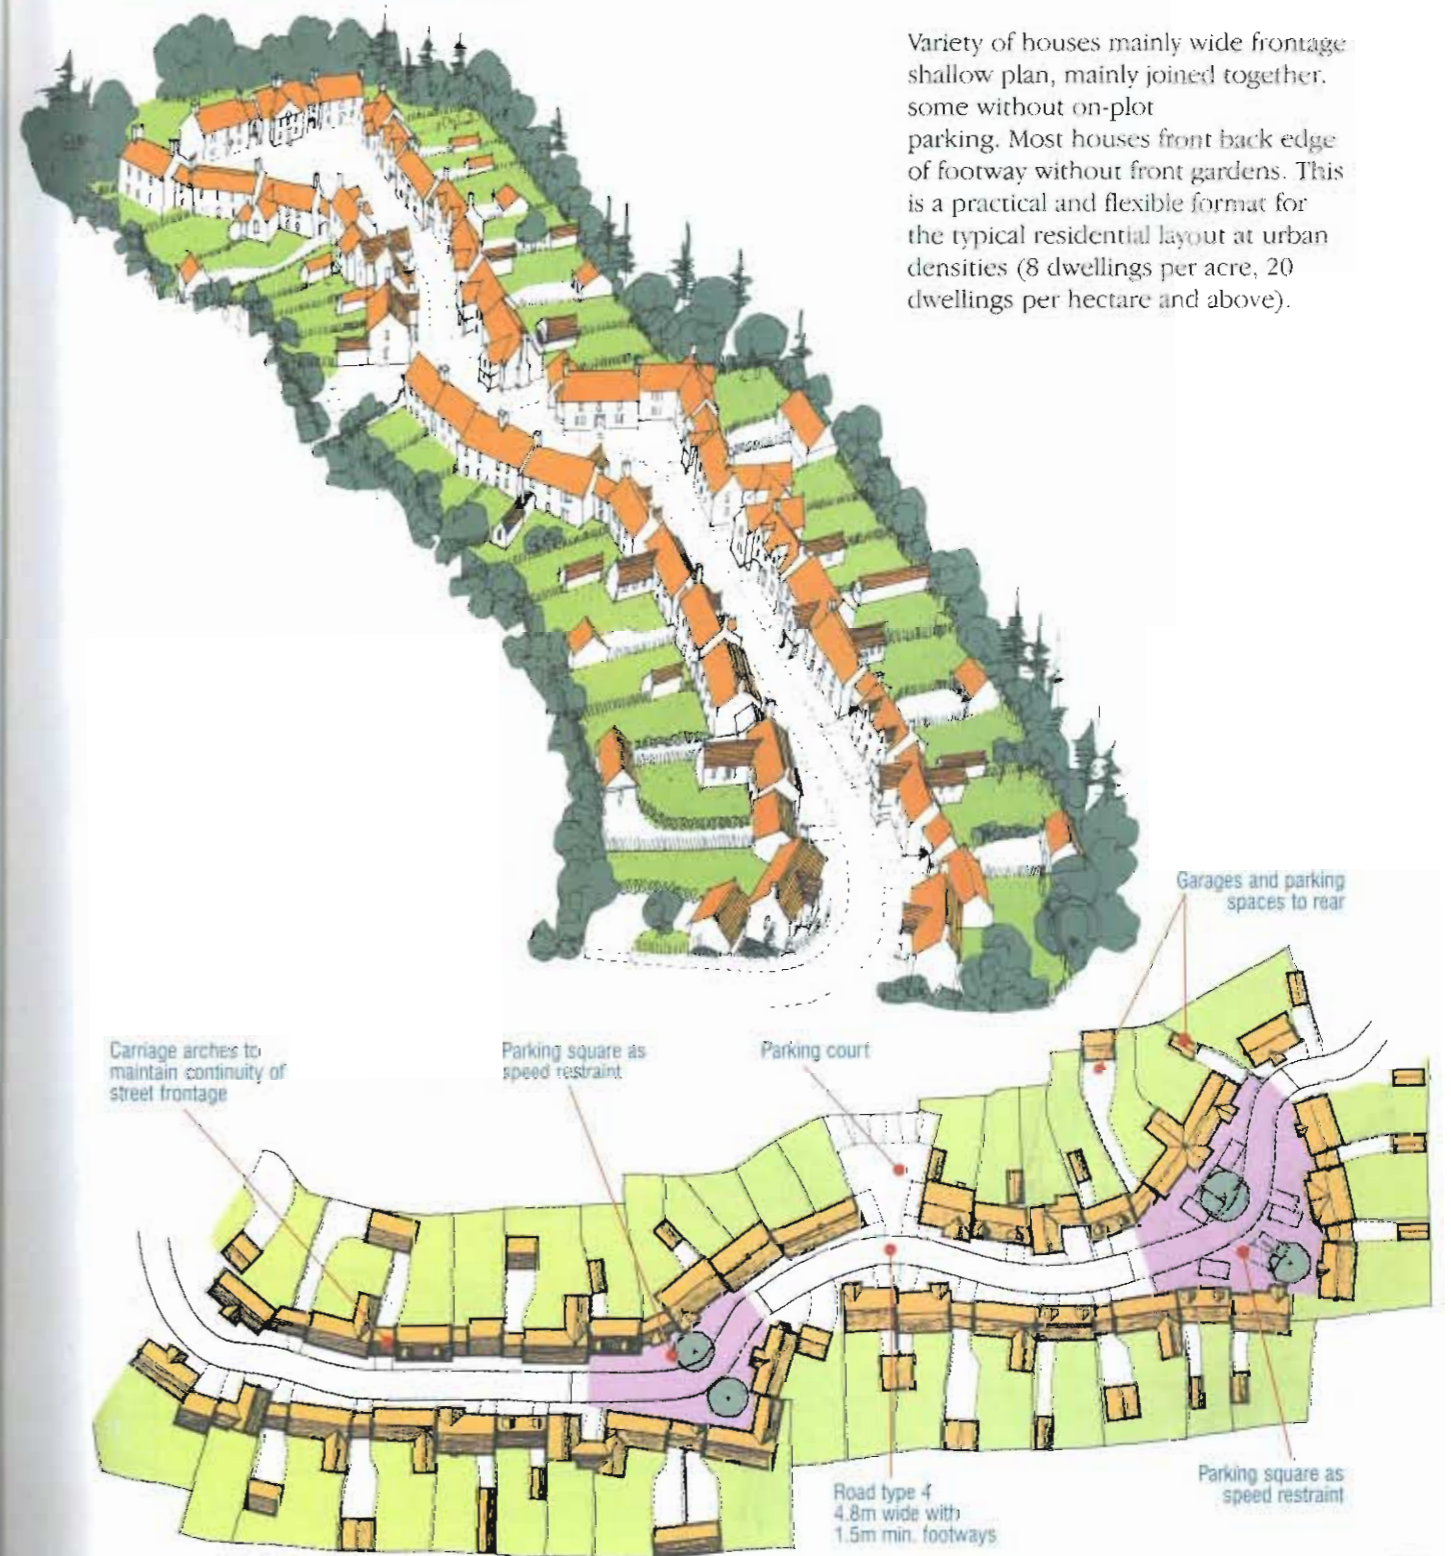 Variety of houses mainly wide frontage
shallow plan, mainly joined together.
some without on-plot
parking. Most houses front back edge
of footway without front gardens. This
is a practical and flexible format for
the typical residential layout at urban
densities (8 dwellings per acre, 20
dwellings per hectare and above).
Garages and parking
spaces to rear
Carriage arches to
maintain continuity of
street frontage
Parking square as
speed restraint
Parking court
Road type 4
4.8m wide with
1.5m min. footways
Parking square as
speed restraint